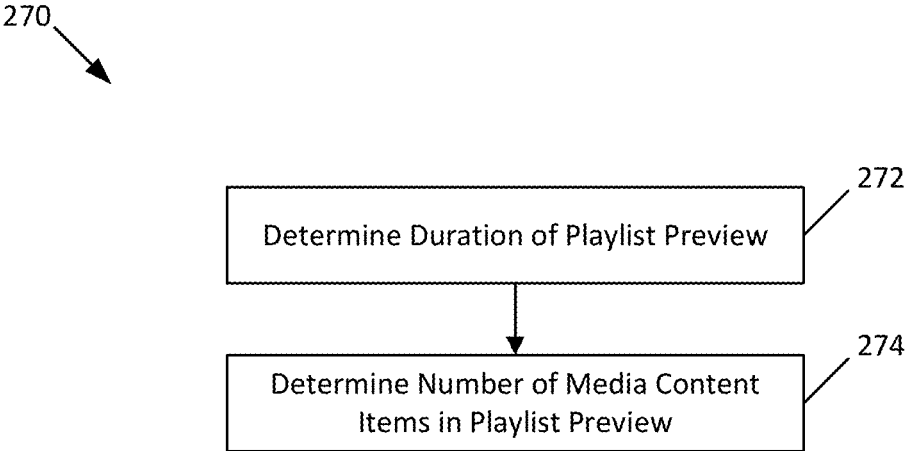 270
272
Determine Duration of Playlist Preview
274
Determine Number of Media Content
Items in Playlist Preview